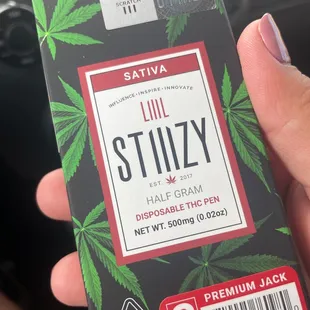 SCRATCH
SATIVA
INFLUENCE • INSPIRE • INNOVATE
LIIIL
STIIIZY
EST. 2017
HALF GRAM
DISPOSABLE THC PEN
NET WT. 500mg (0.02oz)
PREMIUM JACK